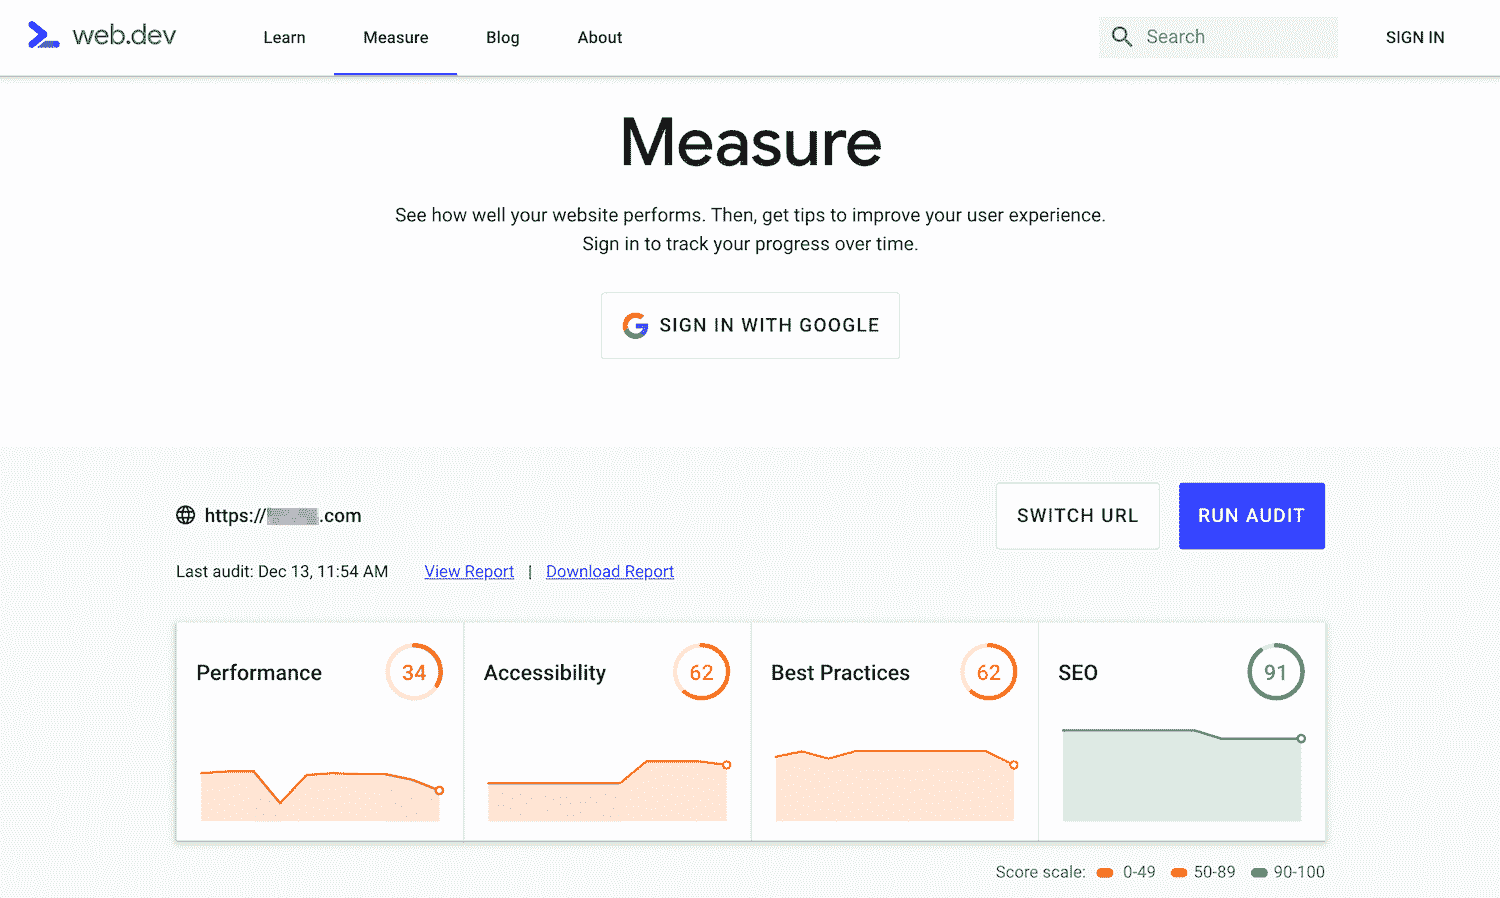 web.dev Learn Measure Blog About Search SIGN IN
Measure
See how well your website performs. Then, get tips to improve your user experience.
Sign in to track your progress over time.
SIGN IN WITH GOOGLE
https:// .com SWITCH URL RUN AUDIT
Last audit: Dec 13, 11:54 AM View Report | Download Report
Performance 34 Accessibility 62 Best Practices 62 SEO 91
Score scale: 0-49 50-89 90-100